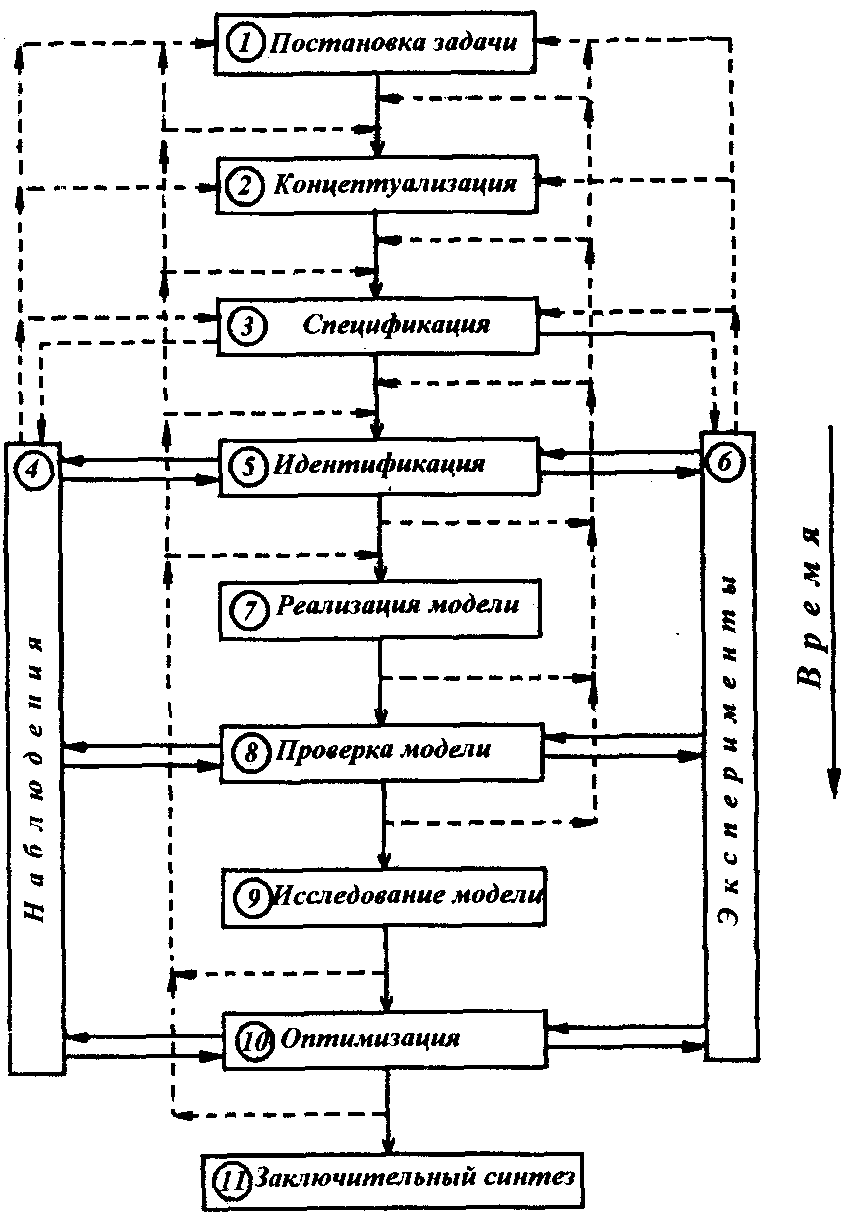 1 Постановка задачи
2 Концептуализация
3 Спецификация
4 Наблюдения
5 Идентификация
6 Эксперименты
7 Реализация модели
8 Проверка модели
9 Исследование модели
10 Оптимизация
11 Заключительный синтез
Время